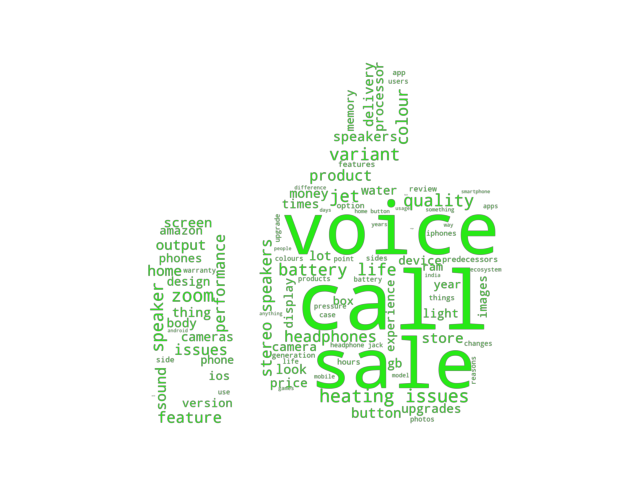 app
users
memory
delivery
processor
colour
speakers
variant
features
product
difference
money
jet
water
review
smartphone
times
option
quality
apps
days
home button
usages
something
voice
years
way
iphones
upgrade
people
screen
amazon
output
phones
home
warranty
design
performance
zoom
speaker
thing
body
android
cameras
issues
side
phone
sound
ios
use
version
feature
stereo speakers
colours
lot
point
sides
device
predecessors
battery life
ram
ecosystem
products
battery
india
year
images
display
call
box
experience
things
pressure
anything
case
light
headphones
headphone jack
store
changes
camera
generation
sale
life
hours
gb
look
reasons
price
mobile
model
games
heating issues
button
upgrades
photos